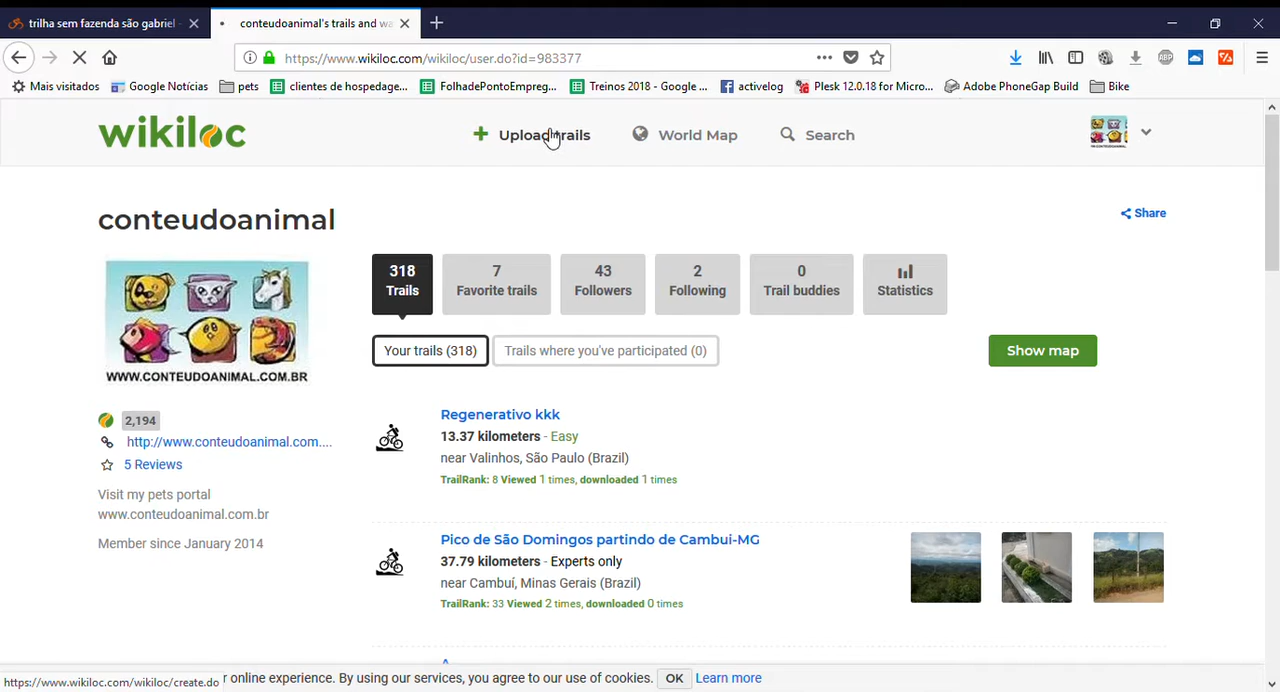 trilha sem fazenda são gabriel
conteudoanimal's trails and wa
https://www.wikiloc.com/wikiloc/user.do?id=983377
Mais visitados
Google Notícias
pets
clientes de hospedage...
FolhadePontoEmpreg...
Treinos 2018 - Google ...
activelog
Plesk 12.0.18 for Micro...
Adobe PhoneGap Build
Bike
ABP
wikiloc
Upload trails
World Map
Search
conteudoanimal
Share
WWW.CONTEUDOANIMAL.COM.BR
318
Trails
7
Favorite trails
43
Followers
2
Following
0
Trail buddies
Statistics
Your trails (318)
Trails where you've participated (0)
Show map
2,194
http://www.conteudoanimal.com....
5 Reviews
Visit my pets portal
www.conteudoanimal.com.br
Member since January 2014
Regenerativo kkk
13.37 kilometers - Easy
near Valinhos, São Paulo (Brazil)
TrailRank: 8 Viewed 1 times, downloaded 1 times
Pico de São Domingos partindo de Cambui-MG
37.79 kilometers - Experts only
near Cambuí, Minas Gerais (Brazil)
TrailRank: 33 Viewed 2 times, downloaded 0 times
https://www.wikiloc.com/wikiloc/create.do
r online experience. By using our services, you agree to our use of cookies.
OK
Learn more